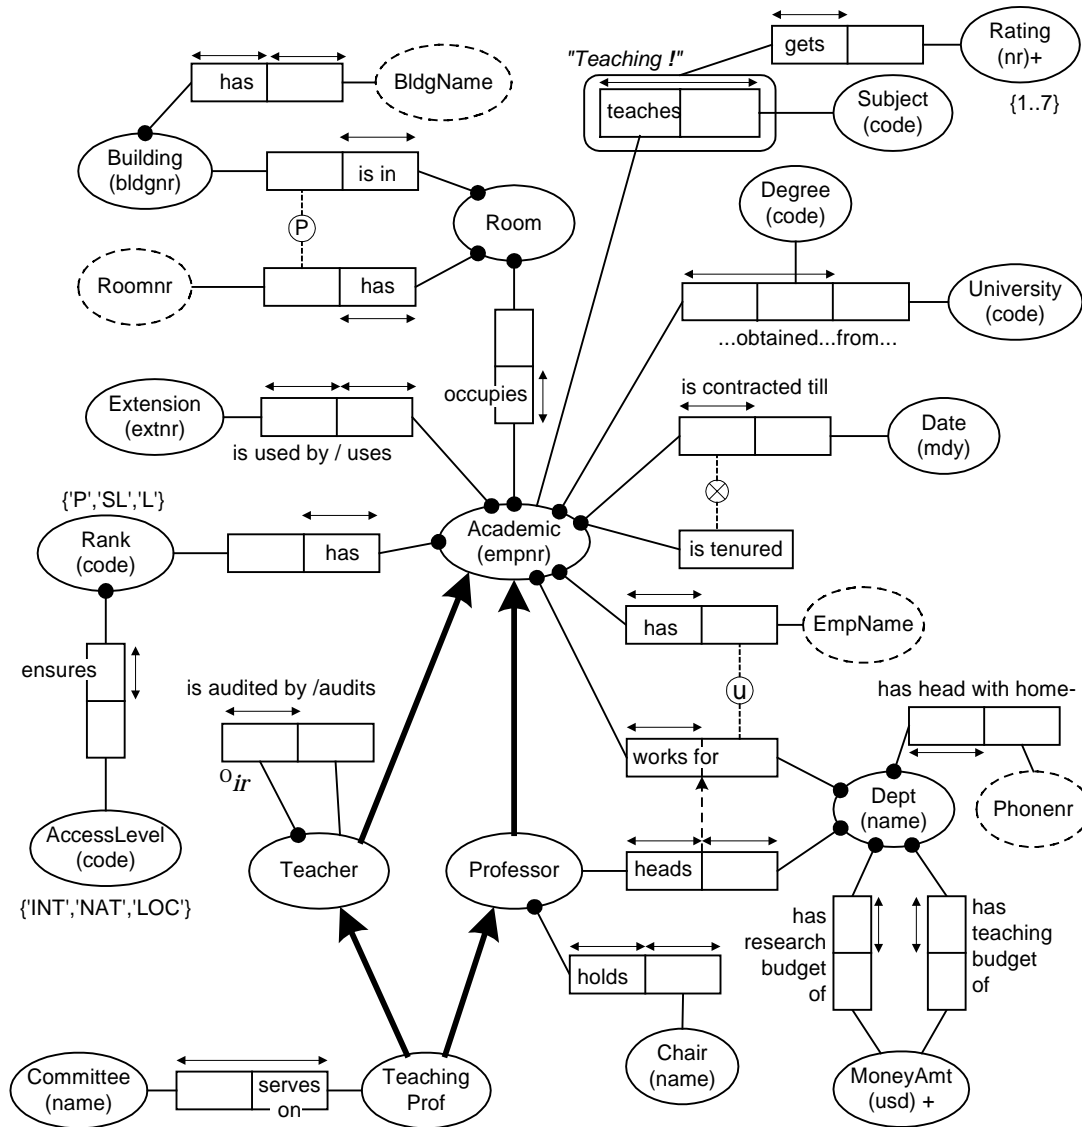 gets
Rating
(nr)+
{1..7}
"Teaching !"
teaches
Subject
(code)
has
BldgName
Building
(bldgnr)
is in
P
Room
Roomnr
has
Degree
(code)
University
(code)
...obtained...from...
occupies
Extension
(extnr)
is used by / uses
is contracted till
Date
(mdy)
{'P','SL','L'}
Rank
(code)
has
Academic
(empnr)
is tenured
has
EmpName
ensures
is audited by /audits
Oir
u
has head with home-
works for
Dept
(name)
Phonenr
AccessLevel
(code)
{'INT','NAT','LOC'}
Teacher
Professor
heads
has
research
budget
of
has
teaching
budget
of
holds
Chair
(name)
MoneyAmt
(usd) +
Committee
(name)
serves
on
Teaching
Prof